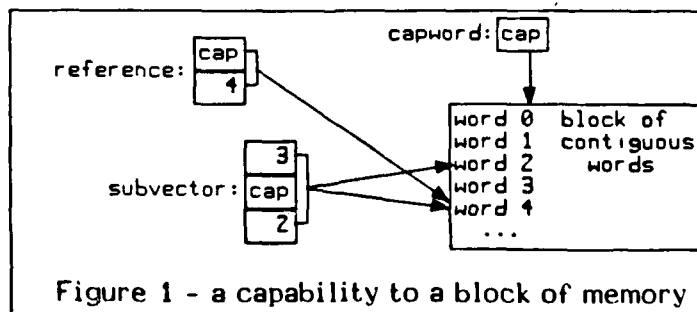 capword: cap
reference: cap
4
word 0 block of
word 1 contiguous
word 2 words
word 3
word 4
...
3
subvector: cap
2
Figure 1 - a capability to a block of memory